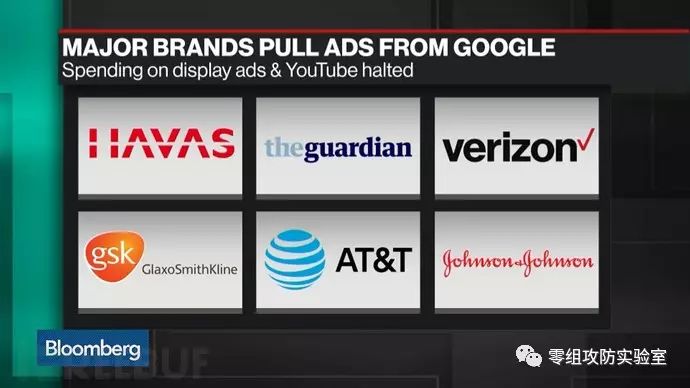 MAJOR BRANDS PULL ADS FROM GOOGLE
Spending on display ads & YouTube halted
HAVAS
theguardian
verizon✓
gsk
GlaxoSmithKline
AT&T
Johnson & Johnson
Bloomberg
REEBUF
零组攻防实验室